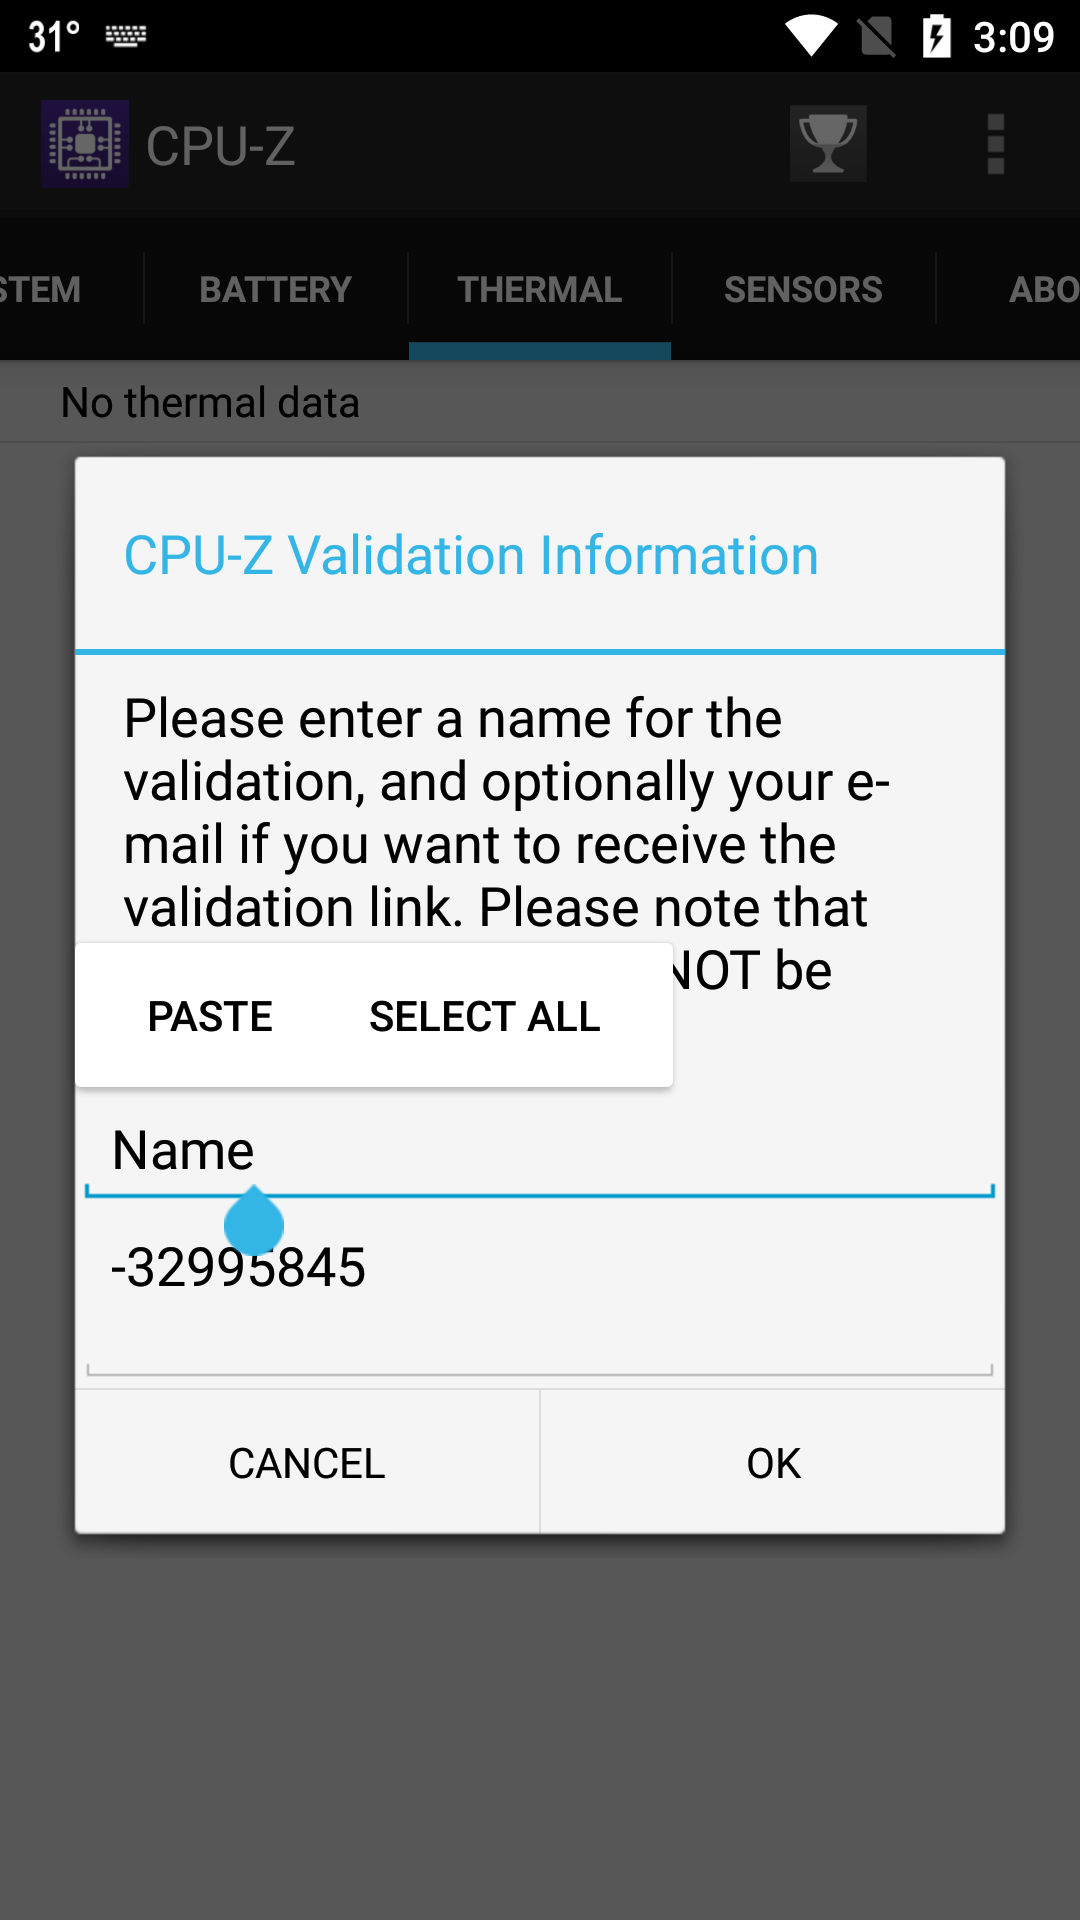 31° 3:09
CPU-Z
STEM BATTERY THERMAL SENSORS ABO
No thermal data
CPU-Z Validation Information
Please enter a name for the
validation, and optionally your e-
mail if you want to receive the
validation link. Please note that
NOT be
PASTE SELECT ALL
Name
-32995845
CANCEL OK